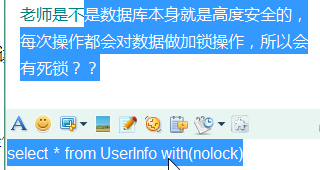 老师是不是数据库本身就是高度安全的，
每次操作都会对数据做加锁操作，所以会
有死锁？？
select * from UserInfo with(nolock)